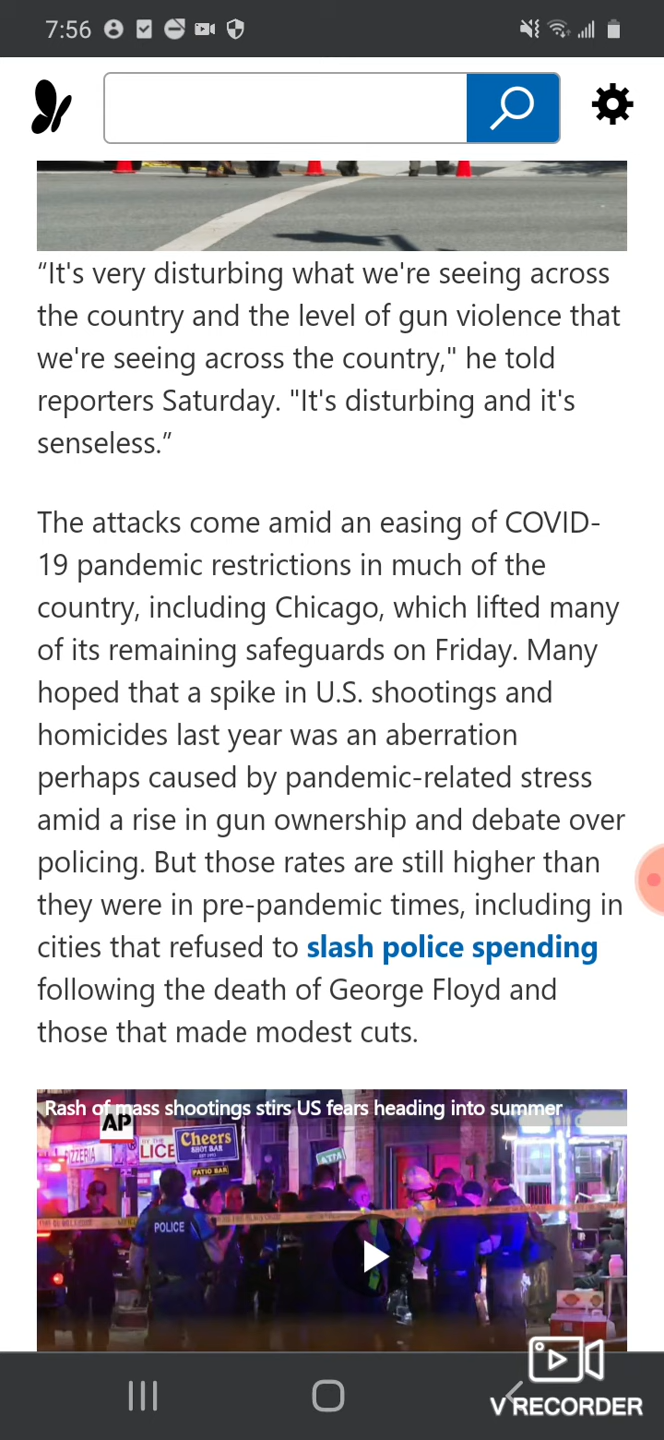 7:56
“It's very disturbing what we're seeing across
the country and the level of gun violence that
we're seeing across the country," he told
reporters Saturday. "It's disturbing and it's
senseless.”
The attacks come amid an easing of COVID-
19 pandemic restrictions in much of the
country, including Chicago, which lifted many
of its remaining safeguards on Friday. Many
hoped that a spike in U.S. shootings and
homicides last year was an aberration
perhaps caused by pandemic-related stress
amid a rise in gun ownership and debate over
policing. But those rates are still higher than
they were in pre-pandemic times, including in
cities that refused to slash police spending
following the death of George Floyd and
those that made modest cuts.
Rash of mass shootings stirs US fears heading into summer
AP
PIZZERIA
LICE
Cheers
SHOT BAR
PATIO BAR
POLICE
V RECORDER